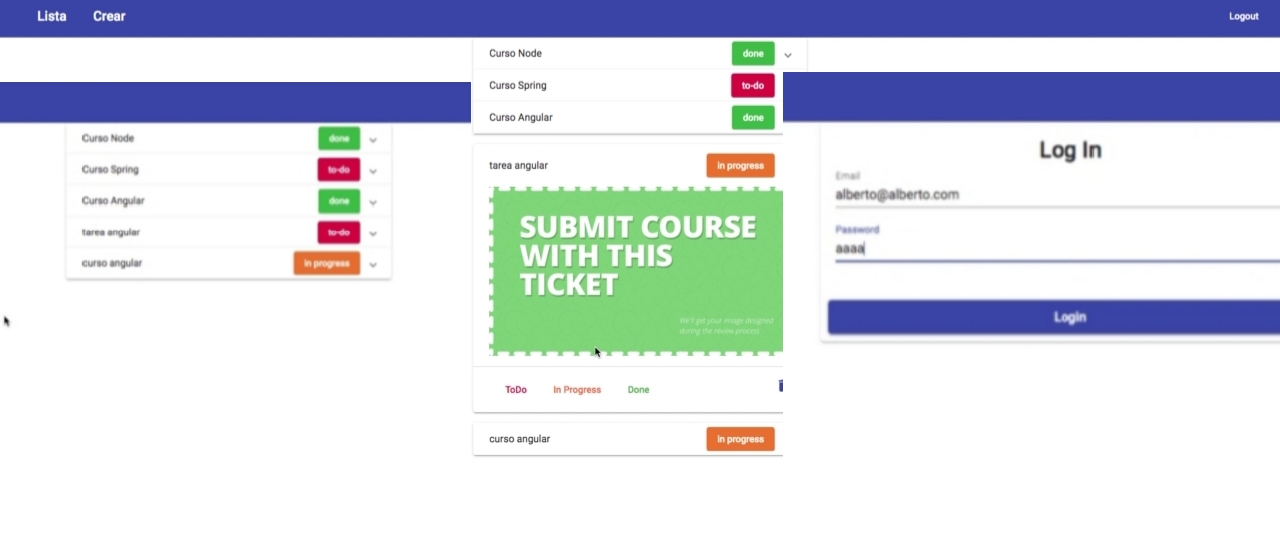 Lista Crear Logout
Curso Node done
Curso Spring to-do
Curso Angular done
tarea angular to-do
curso angular in progress
Curso Node done
Curso Spring to-do
Curso Angular done
tarea angular in progress
SUBMIT COURSE
WITH THIS
TICKET
We'll get your image designed
during the review process
ToDo In Progress Done
curso angular in progress
Log In
Email
alberto@alberto.com
Password
aaaa
Login